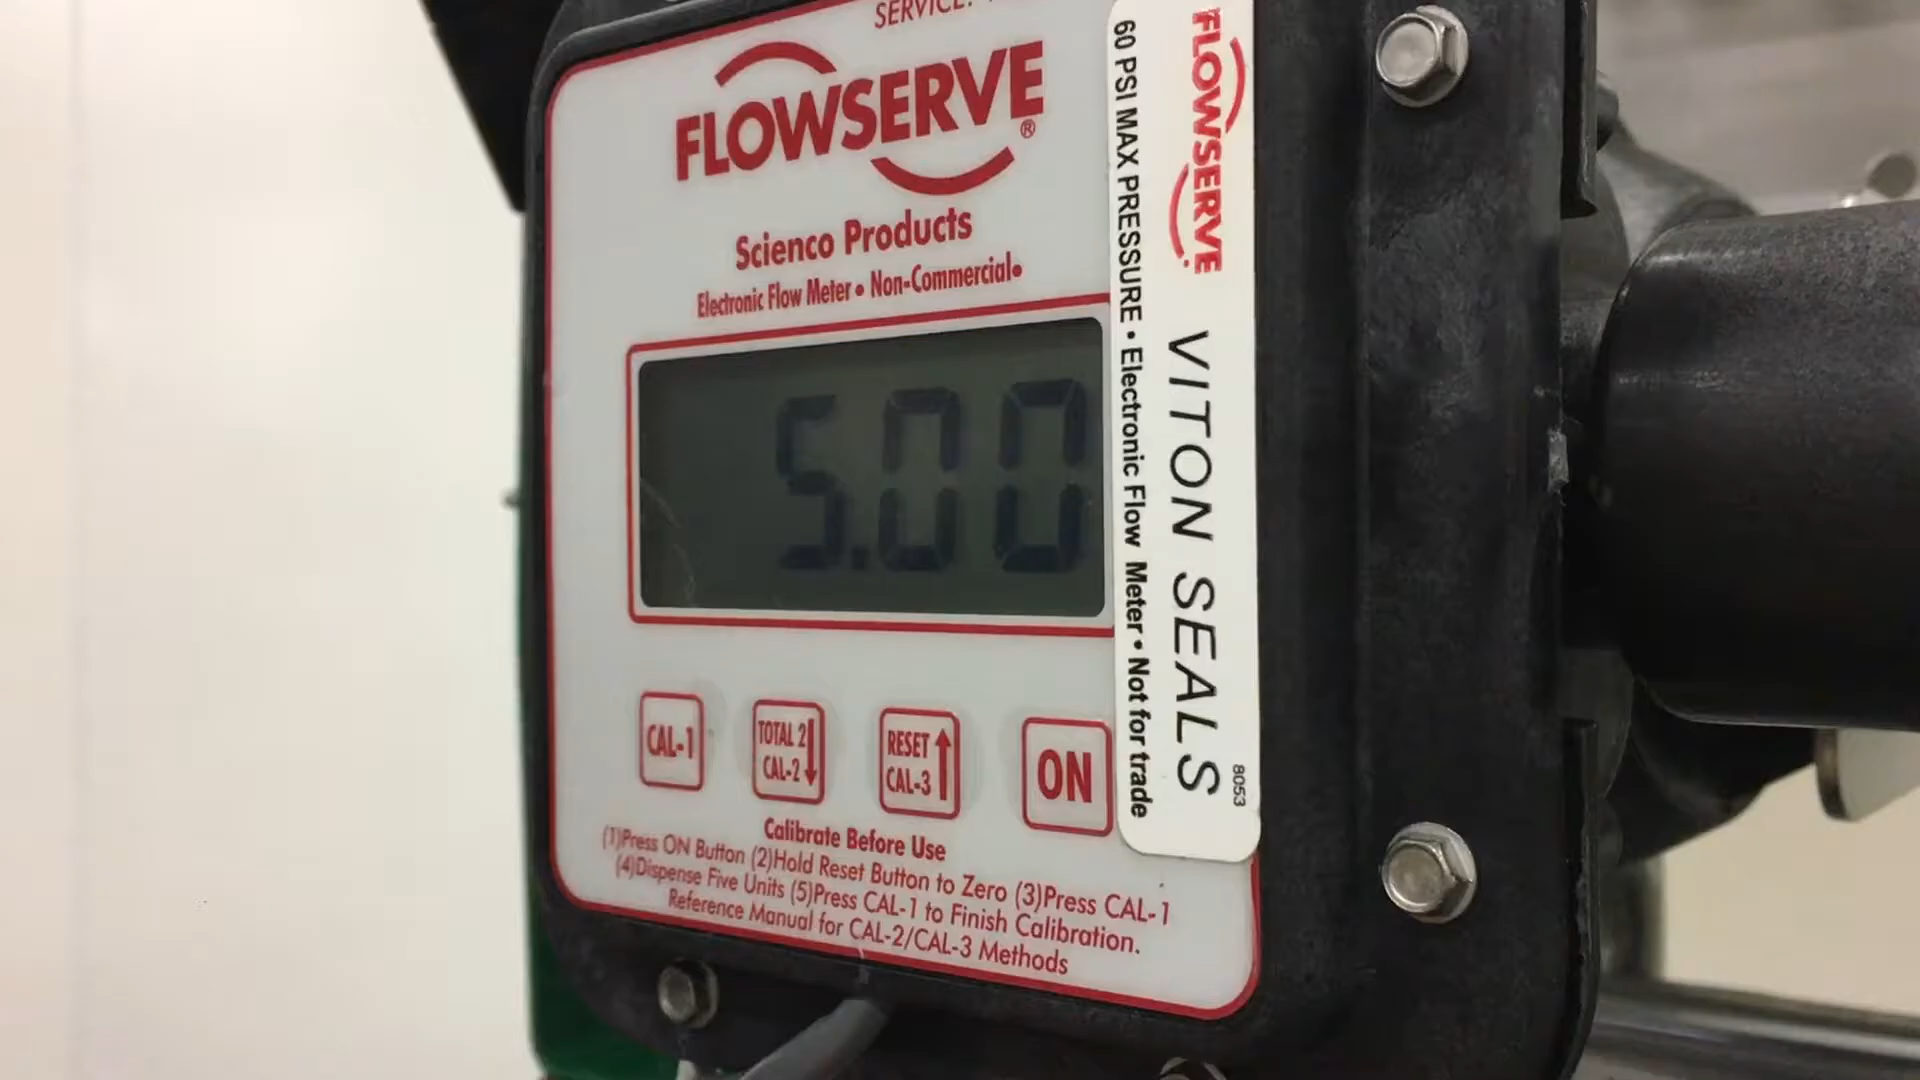 SERVICE:
FLOWSERVE®
Scienco Products
Electronic Flow Meter • Non-Commercial•
5.00
CAL-1
TOTAL 2
CAL-2
RESET
CAL-3
ON
Calibrate Before Use
(1)Press ON Button (2)Hold Reset Button to Zero (3)Press CAL-1
(4)Dispense Five Units (5)Press CAL-1 to Finish Calibration.
Reference Manual for CAL-2/CAL-3 Methods
FLOWSERVE
VITON SEALS
8053
60 PSI MAX PRESSURE • Electronic Flow Meter • Not for trade